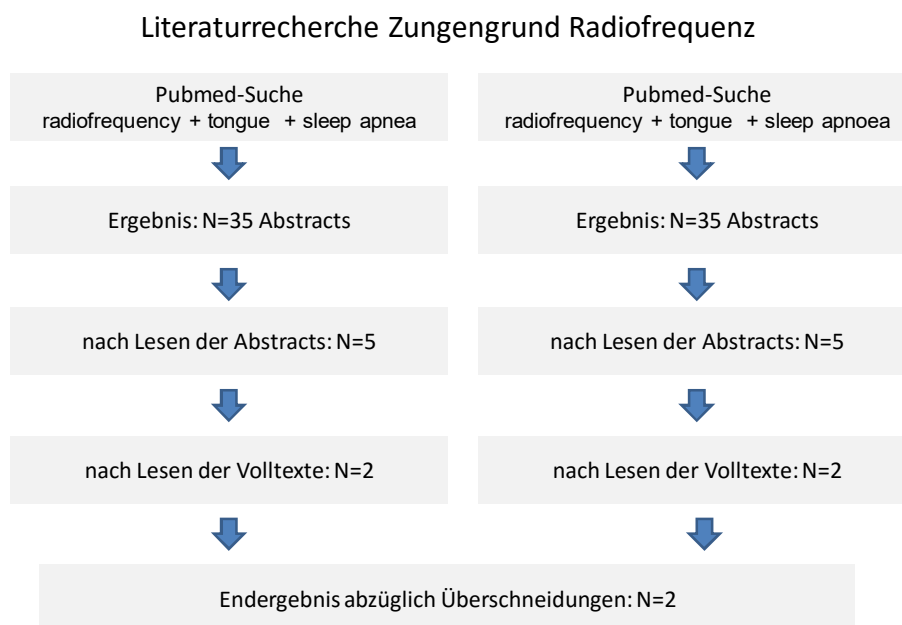 Literaturrecherche Zungengrund Radiofrequenz
Pubmed-Suche
radiofrequency + tongue + sleep apnea
Ergebnis: N=35 Abstracts
nach Lesen der Abstracts: N=5
nach Lesen der Volltexte: N=2
Pubmed-Suche
radiofrequency + tongue + sleep apnoea
Ergebnis: N=35 Abstracts
nach Lesen der Abstracts: N=5
nach Lesen der Volltexte: N=2
Endergebnis abzüglich Überschneidungen: N=2